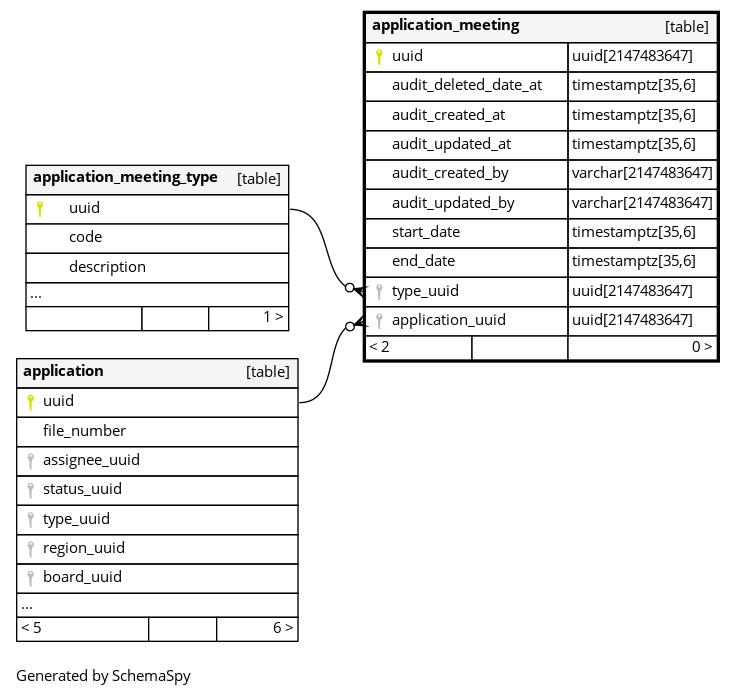 application_meeting [table]
uuid uuid[2147483647]
audit_deleted_date_at timestamptz[35,6]
audit_created_at timestamptz[35,6]
audit_updated_at timestamptz[35,6]
audit_created_by varchar[2147483647]
audit_updated_by varchar[2147483647]
start_date timestamptz[35,6]
end_date timestamptz[35,6]
type_uuid uuid[2147483647]
application_uuid uuid[2147483647]
< 2 0 >
application_meeting_type [table]
uuid
code
description
...
1 >
application [table]
uuid
file_number
assignee_uuid
status_uuid
type_uuid
region_uuid
board_uuid
...
< 5 6 >
Generated by SchemaSpy